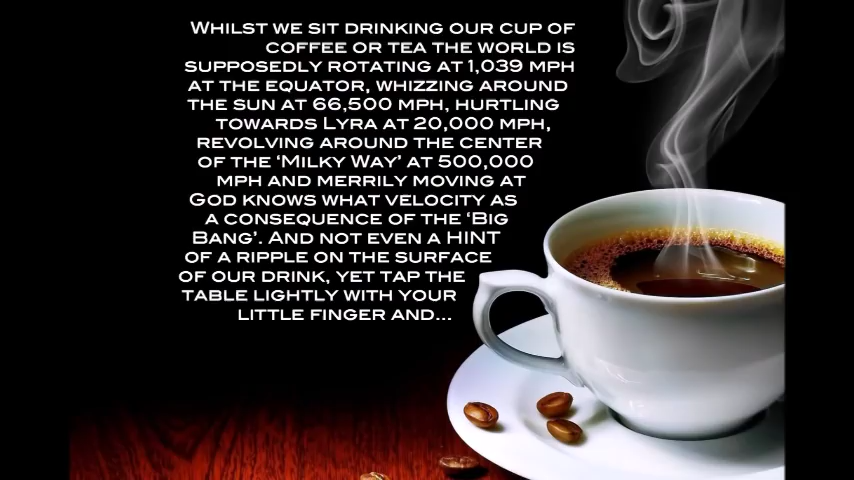 Whilst we sit drinking our cup of
coffee or tea the world is
supposedly rotating at 1,039 mph
at the equator, whizzing around
the sun at 66,500 mph, hurtling
towards Lyra at 20,000 mph,
revolving around the center
of the ‘Milky Way’ at 500,000
mph and merrily moving at
God knows what velocity as
a consequence of the ‘Big
Bang’. And not even a HINT
of a ripple on the surface
of our drink, yet tap the
table lightly with your
little finger and...